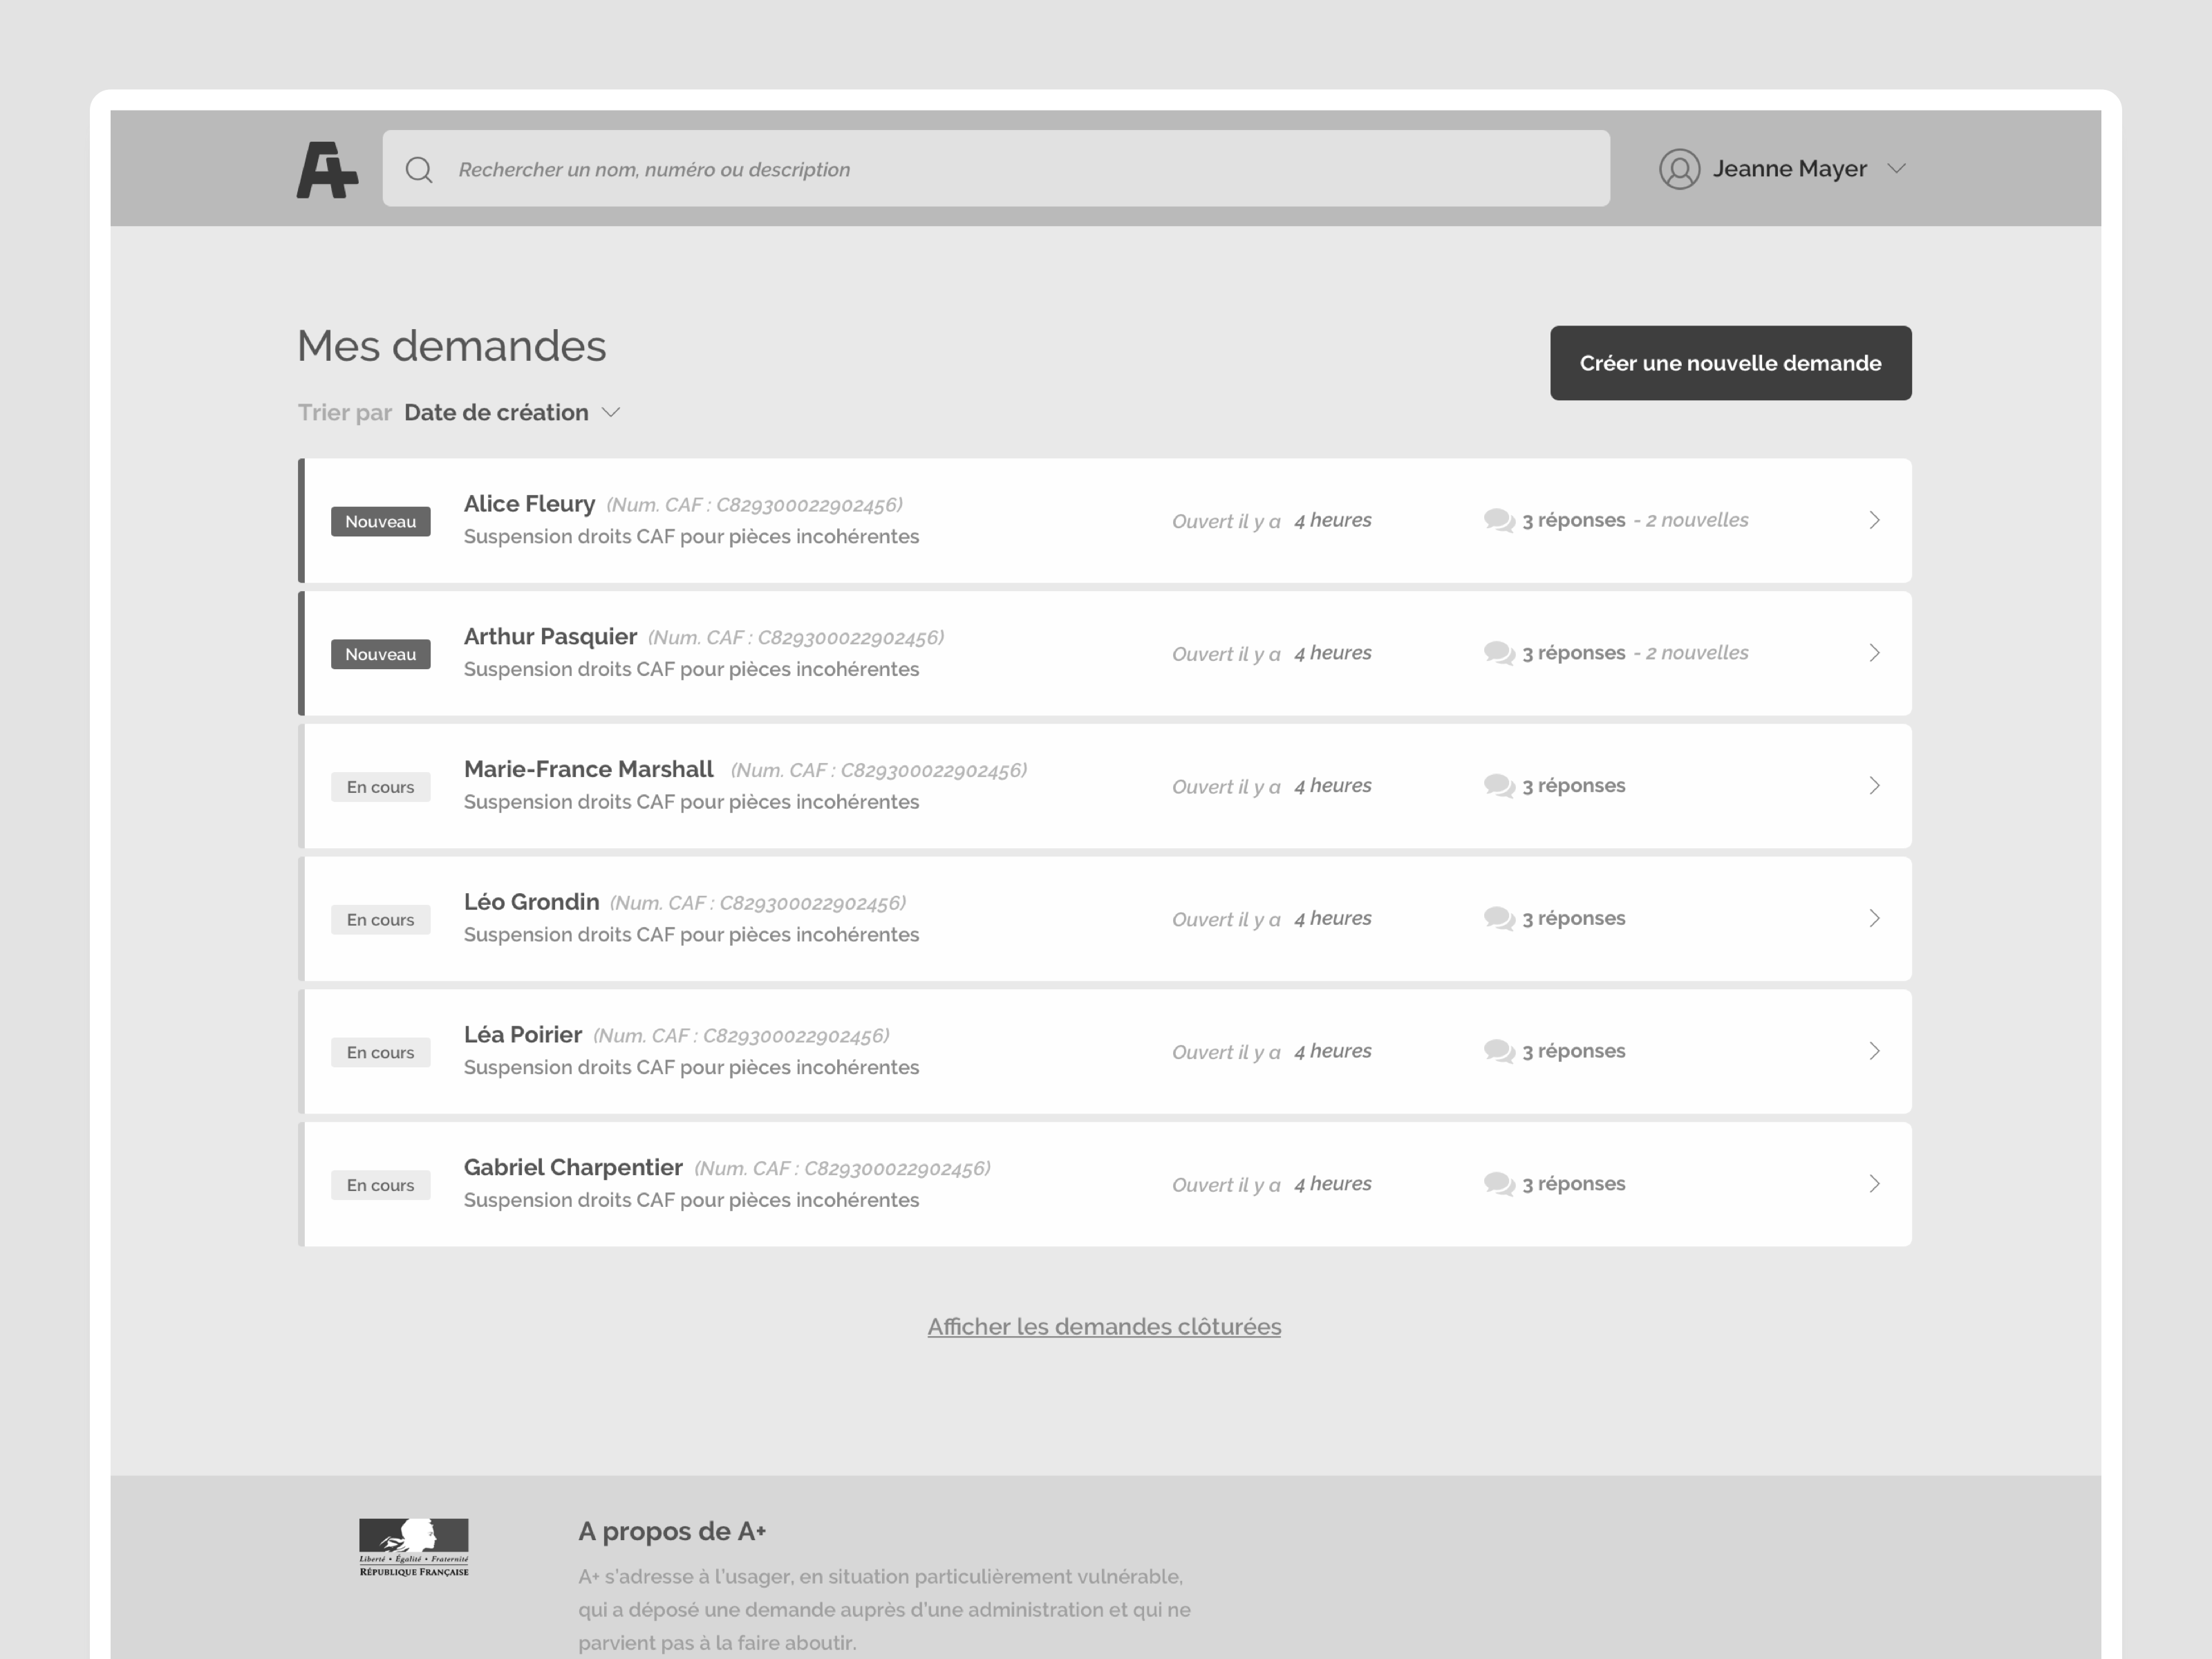 A+
Rechercher un nom, numéro ou description
Jeanne Mayer
Mes demandes
Créer une nouvelle demande
Trier par Date de création
Nouveau
Alice Fleury (Num. CAF : C829300022902456)
Suspension droits CAF pour pièces incohérentes
Ouvert il y a 4 heures
3 réponses - 2 nouvelles
Nouveau
Arthur Pasquier (Num. CAF : C829300022902456)
Suspension droits CAF pour pièces incohérentes
Ouvert il y a 4 heures
3 réponses - 2 nouvelles
En cours
Marie-France Marshall (Num. CAF : C829300022902456)
Suspension droits CAF pour pièces incohérentes
Ouvert il y a 4 heures
3 réponses
En cours
Léo Grondin (Num. CAF : C829300022902456)
Suspension droits CAF pour pièces incohérentes
Ouvert il y a 4 heures
3 réponses
En cours
Léa Poirier (Num. CAF : C829300022902456)
Suspension droits CAF pour pièces incohérentes
Ouvert il y a 4 heures
3 réponses
En cours
Gabriel Charpentier (Num. CAF : C829300022902456)
Suspension droits CAF pour pièces incohérentes
Ouvert il y a 4 heures
3 réponses
Afficher les demandes clôturées
Liberté • Égalité • Fraternité
RÉPUBLIQUE FRANÇAISE
A propos de A+
A+ s'adresse à l'usager, en situation particulièrement vulnérable,
qui a déposé une demande auprès d'une administration et qui ne
parvient pas à la faire aboutir.